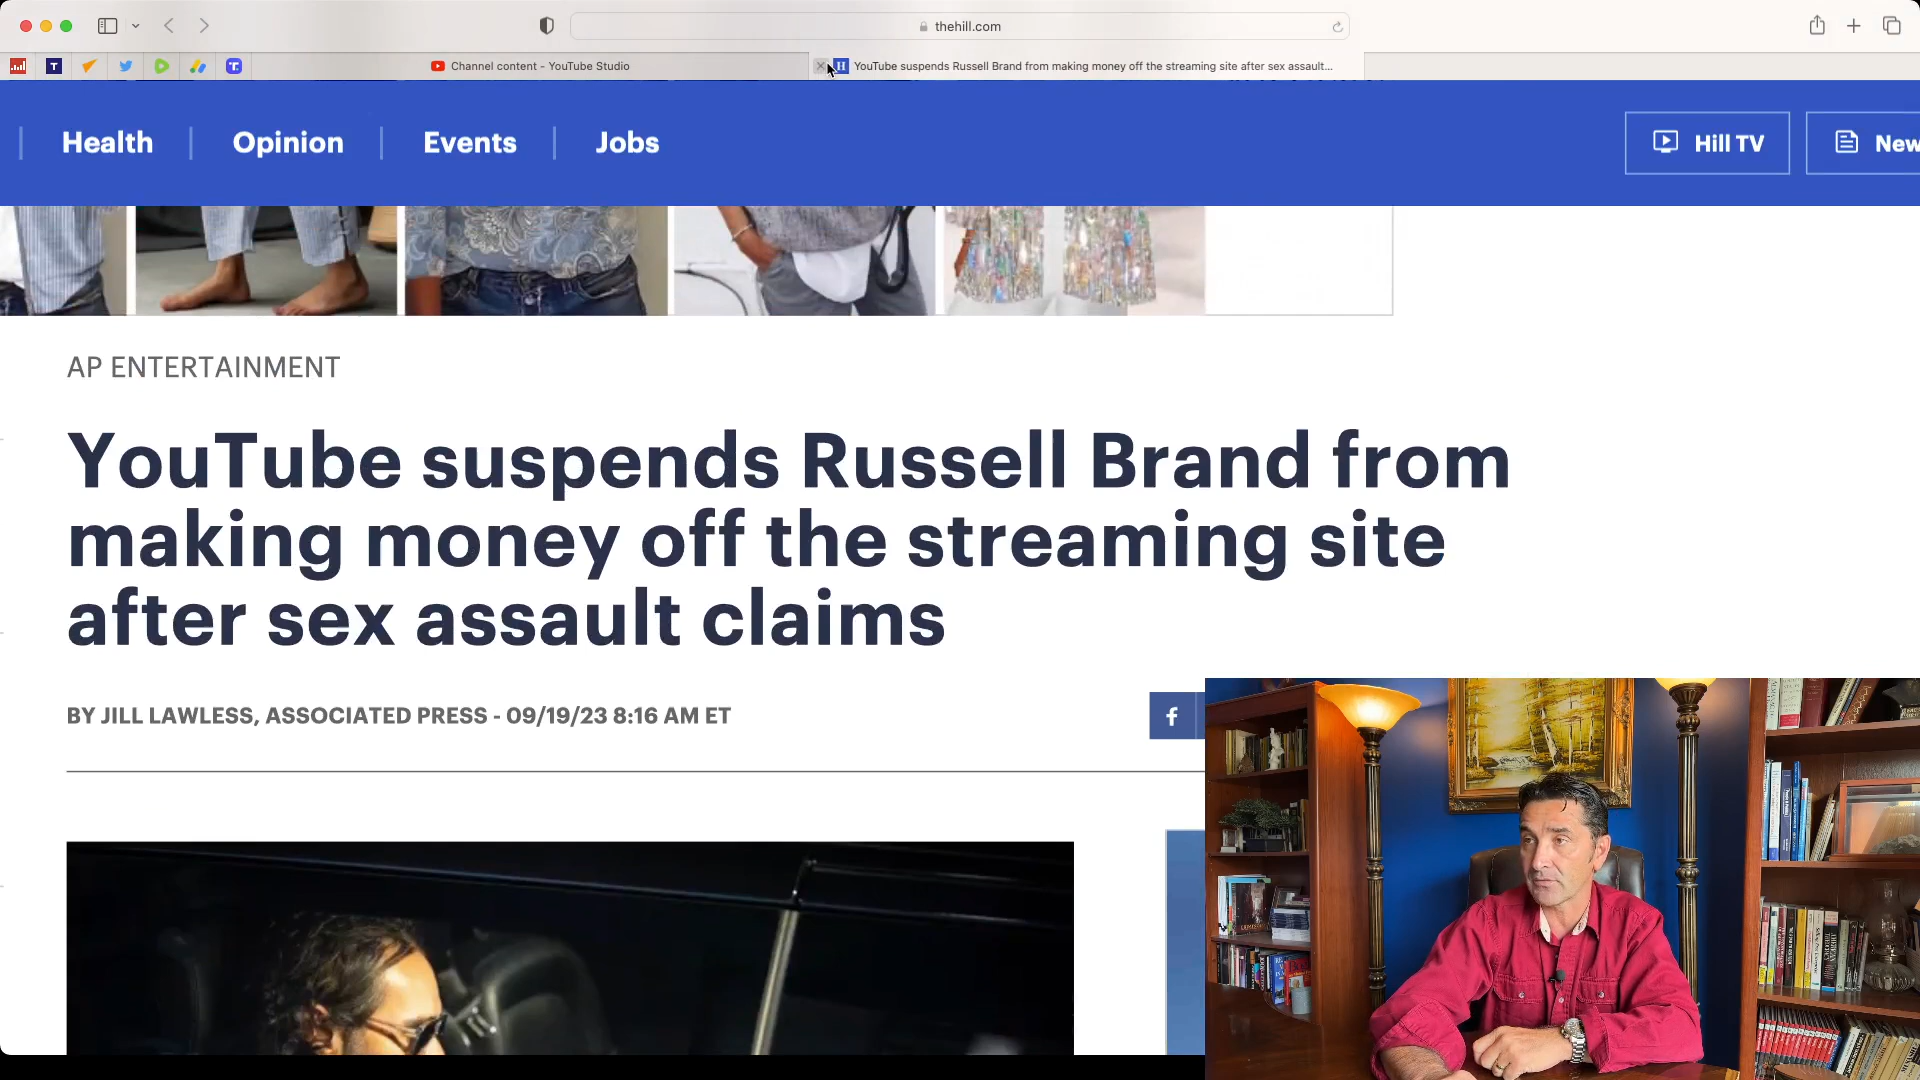 thehill.com
Channel content - YouTube Studio
YouTube suspends Russell Brand from making money off the streaming site after sex assault...
Health
Opinion
Events
Jobs
Hill TV
New
AP ENTERTAINMENT
YouTube suspends Russell Brand from
making money off the streaming site
after sex assault claims
BY JILL LAWLESS, ASSOCIATED PRESS - 09/19/23 8:16 AM ET